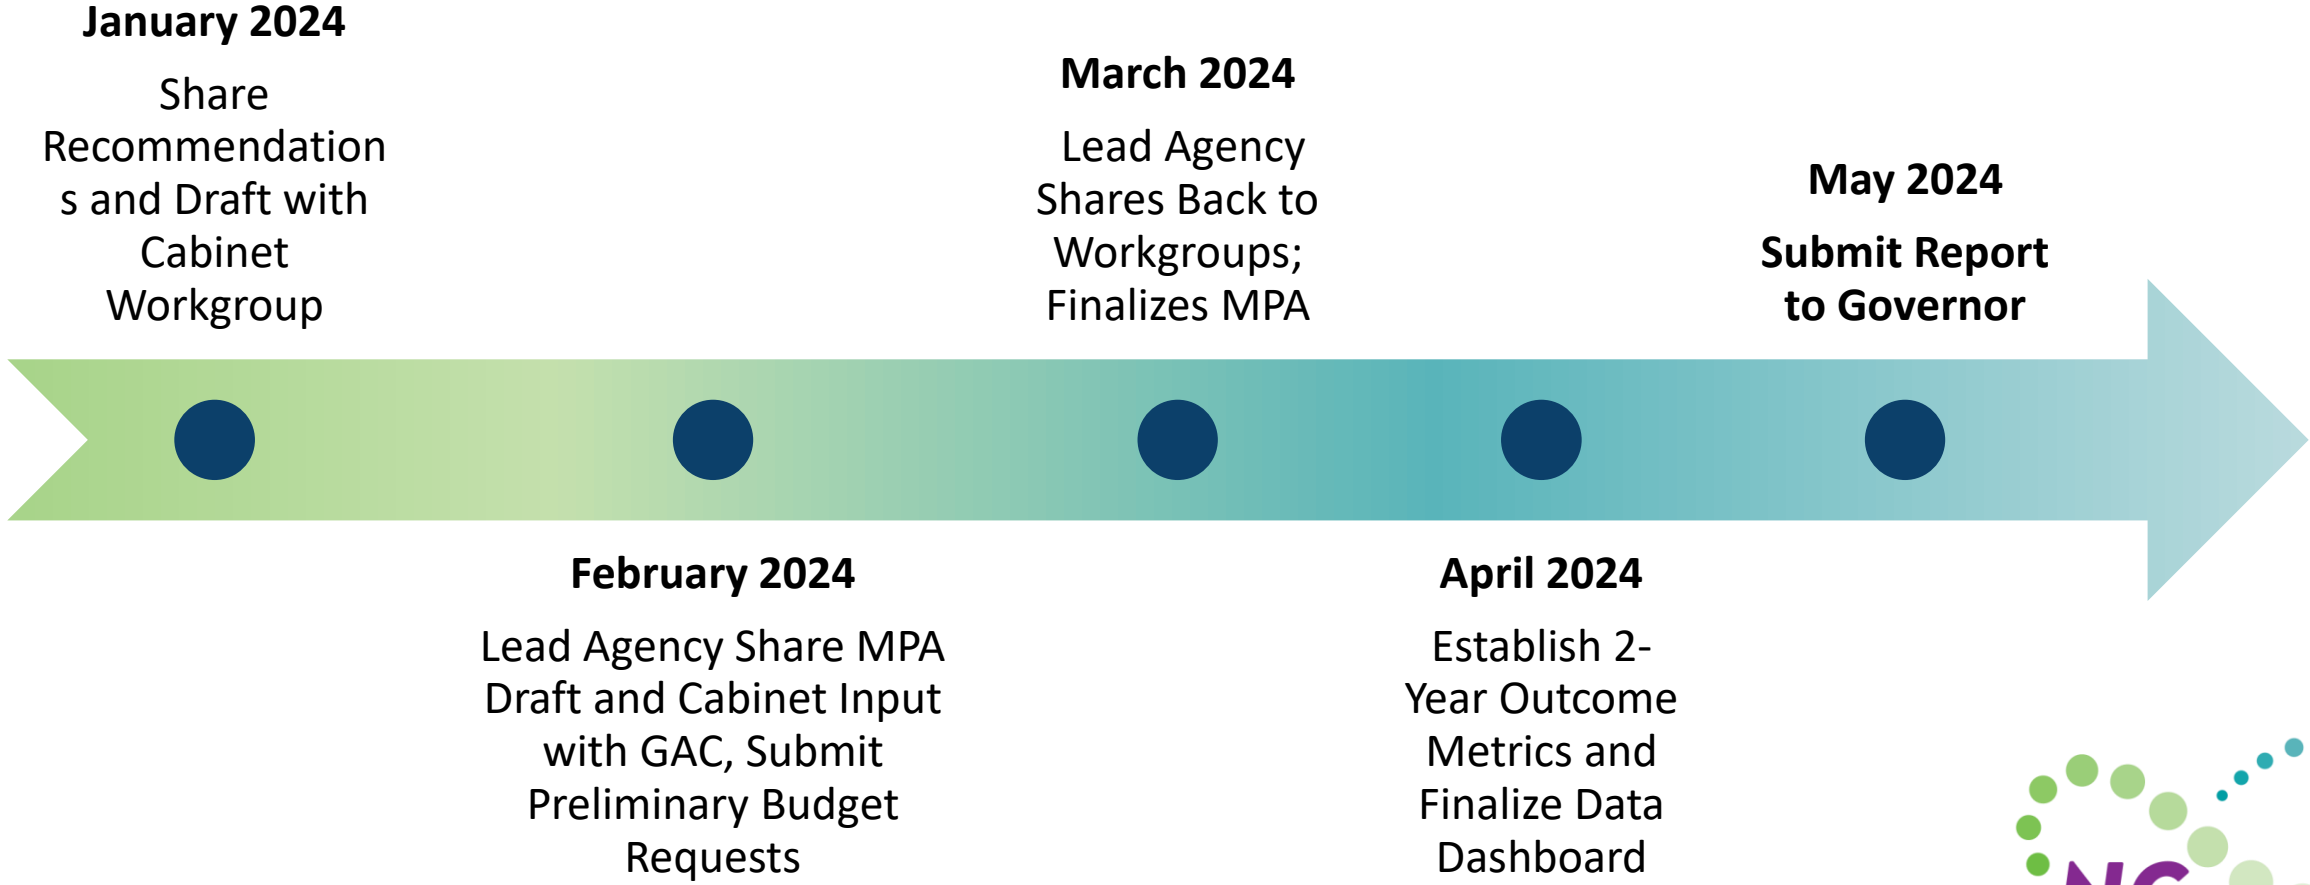 January 2024
Share
Recommendation
s and Draft with
Cabinet
Workgroup
February 2024
Lead Agency Share MPA
Draft and Cabinet Input
with GAC, Submit
Preliminary Budget
Requests
March 2024
Lead Agency
Shares Back to
Workgroups;
Finalizes MPA
April 2024
Establish 2-
Year Outcome
Metrics and
Finalize Data
Dashboard
May 2024
Submit Report
to Governor
NC